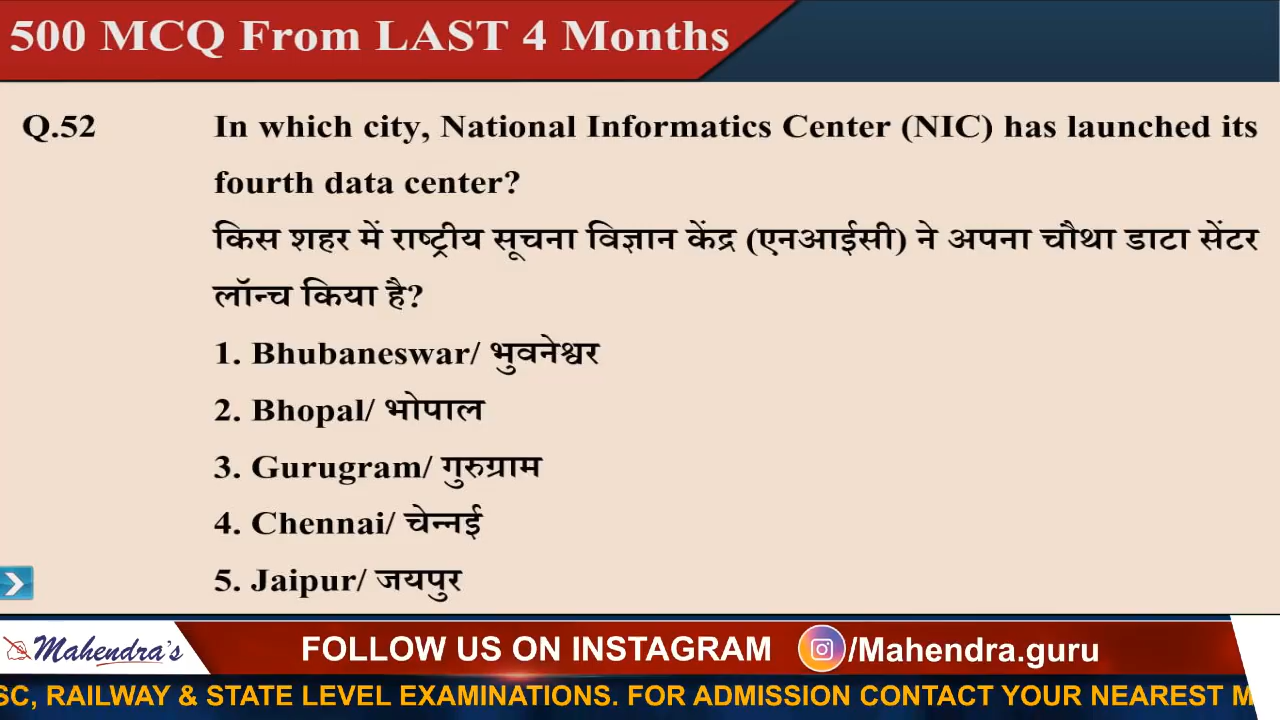 500 MCQ From LAST 4 Months
Q.52 In which city, National Informatics Center (NIC) has launched its
fourth data center?
किस शहर में राष्ट्रीय सूचना विज्ञान केंद्र (एनआईसी) ने अपना चौथा डाटा सेंटर
लॉन्च किया है?
1. Bhubaneswar/ भुवनेश्वर
2. Bhopal/ भोपाल
3. Gurugram/ गुरुग्राम
4. Chennai/ चेन्नई
5. Jaipur/ जयपुर
Mahendra's FOLLOW US ON INSTAGRAM /Mahendra.guru
SC, RAILWAY & STATE LEVEL EXAMINATIONS. FOR ADMISSION CONTACT YOUR NEAREST M